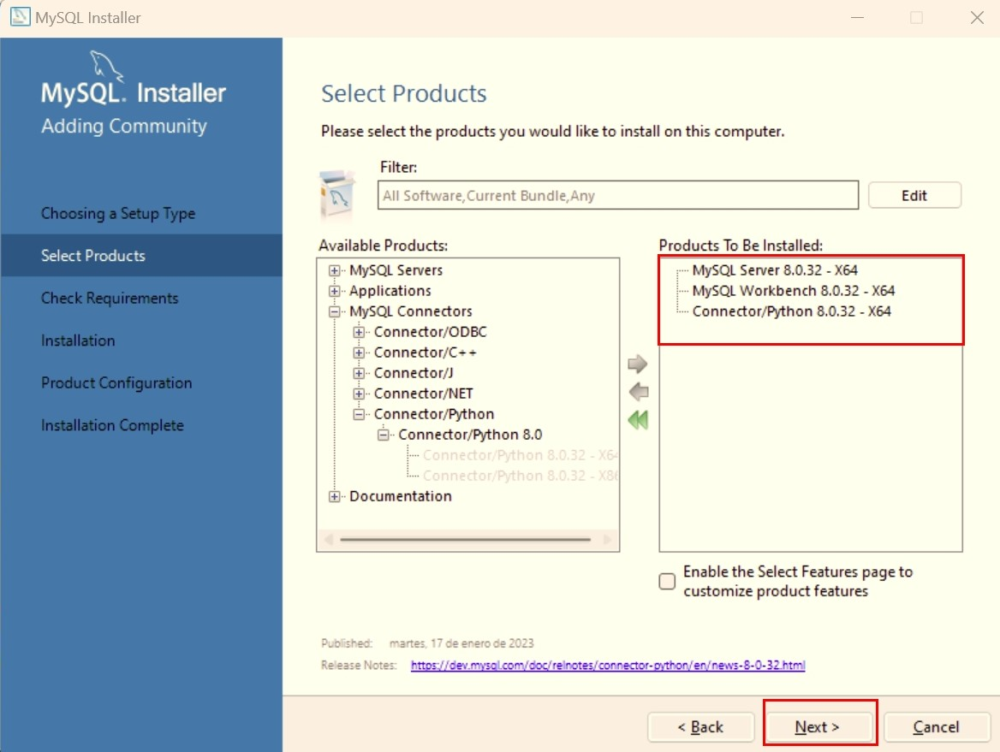 MySQL Installer
MySQL. Installer
Adding Community
Choosing a Setup Type
Select Products
Check Requirements
Installation
Product Configuration
Installation Complete
Select Products
Please select the products you would like to install on this computer.
Filter:
All Software,Current Bundle,Any
Edit
Available Products:
MySQL Servers
Applications
MySQL Connectors
Connector/ODBC
Connector/C++
Connector/J
Connector/NET
Connector/Python
Connector/Python 8.0
Connector/Python 8.0.32 - X64
Connector/Python 8.0.32 - X86
Documentation
Products To Be Installed:
MySQL Server 8.0.32 - X64
MySQL Workbench 8.0.32 - X64
Connector/Python 8.0.32 - X64
Enable the Select Features page to
customize product features
Published: martes, 17 de enero de 2023
Release Notes: https://dev.mysql.com/doc/relnotes/connector-python/en/news-8-0-32.html
< Back
Next >
Cancel